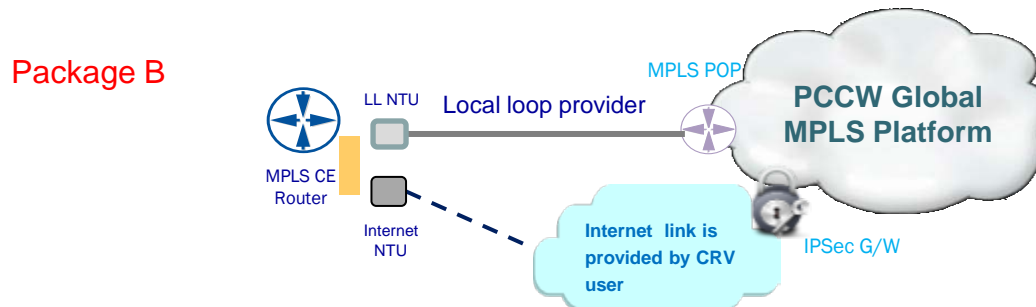 Package B
MPLS POP
LL NTU
Local loop provider
PCCW Global
MPLS Platform
MPLS CE
Router
Internet
NTU
Internet link is
provided by CRV
user
IPSec G/W